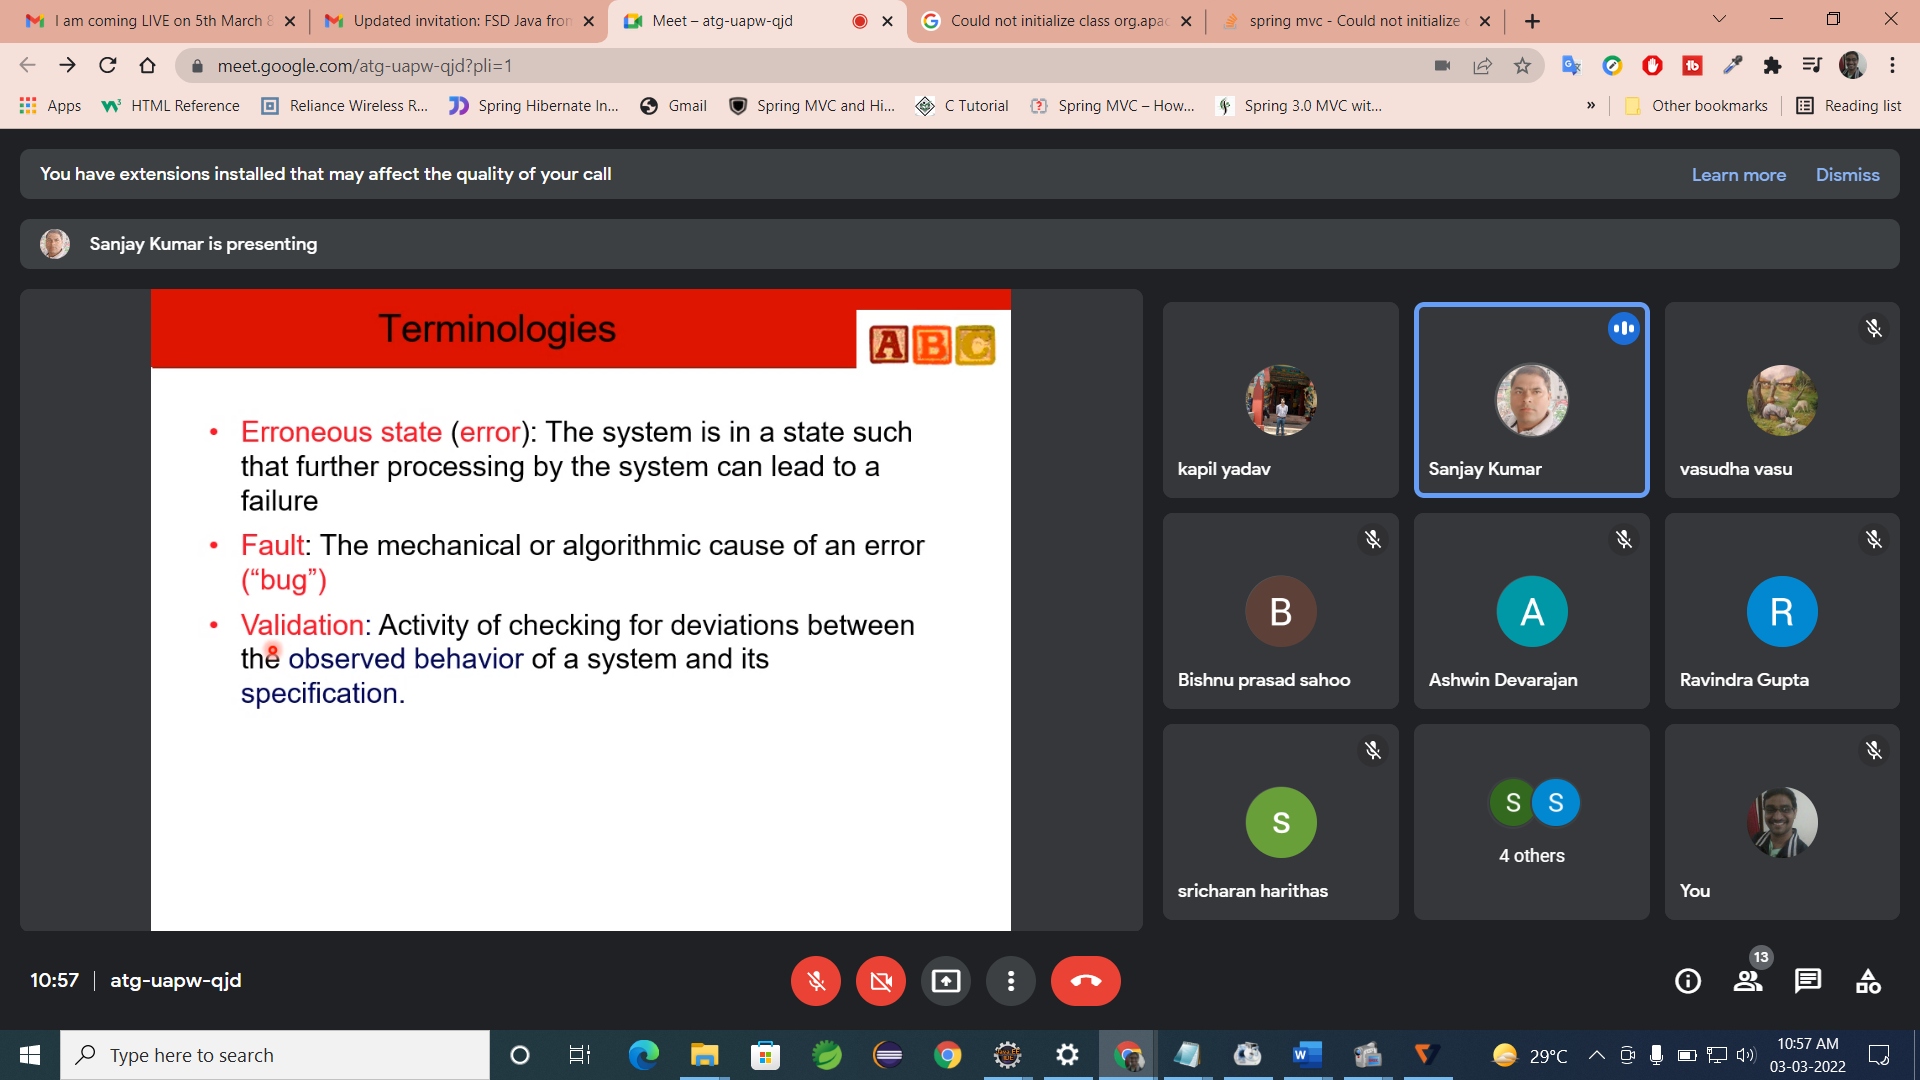 I am coming LIVE on 5th March 8
Updated invitation: FSD Java fron
Meet – atg-uapw-qjd
Could not initialize class org.apac
spring mvc - Could not initialize c
meet.google.com/atg-uapw-qjd?pli=1
Apps
HTML Reference
Reliance Wireless R...
Spring Hibernate In...
Gmail
Spring MVC and Hi...
C Tutorial
Spring MVC – How...
Spring 3.0 MVC wit...
»
Other bookmarks
Reading list
You have extensions installed that may affect the quality of your call
Learn more
Dismiss
Sanjay Kumar is presenting
Terminologies
A B C
• Erroneous state (error): The system is in a state such
that further processing by the system can lead to a
failure
• Fault: The mechanical or algorithmic cause of an error
(“bug”)
• Validation: Activity of checking for deviations between
the observed behavior of a system and its
specification.
kapil yadav
Sanjay Kumar
vasudha vasu
B
Bishnu prasad sahoo
A
Ashwin Devarajan
R
Ravindra Gupta
S
sricharan harithas
S S
4 others
You
10:57 | atg-uapw-qjd
13
Type here to search
29°C
10:57 AM
03-03-2022